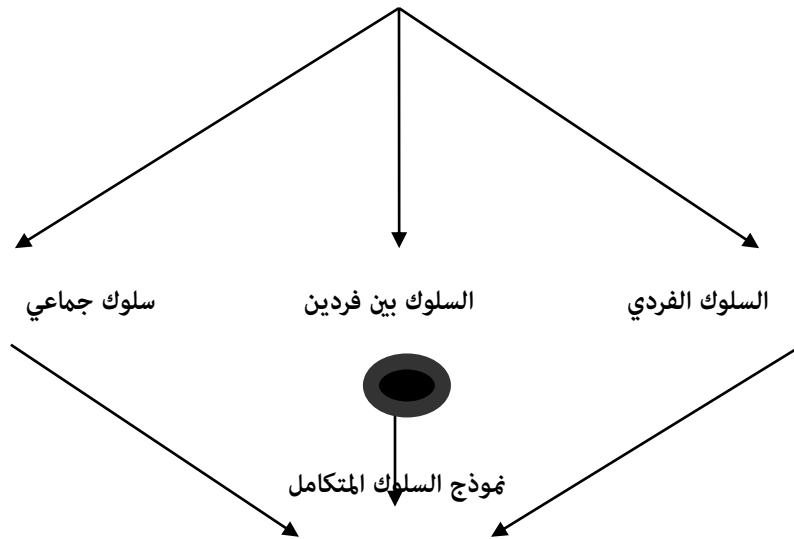 السلوك الفردي
السلوك بين فردين
سلوك جماعي
نموذج السلوك المتكامل